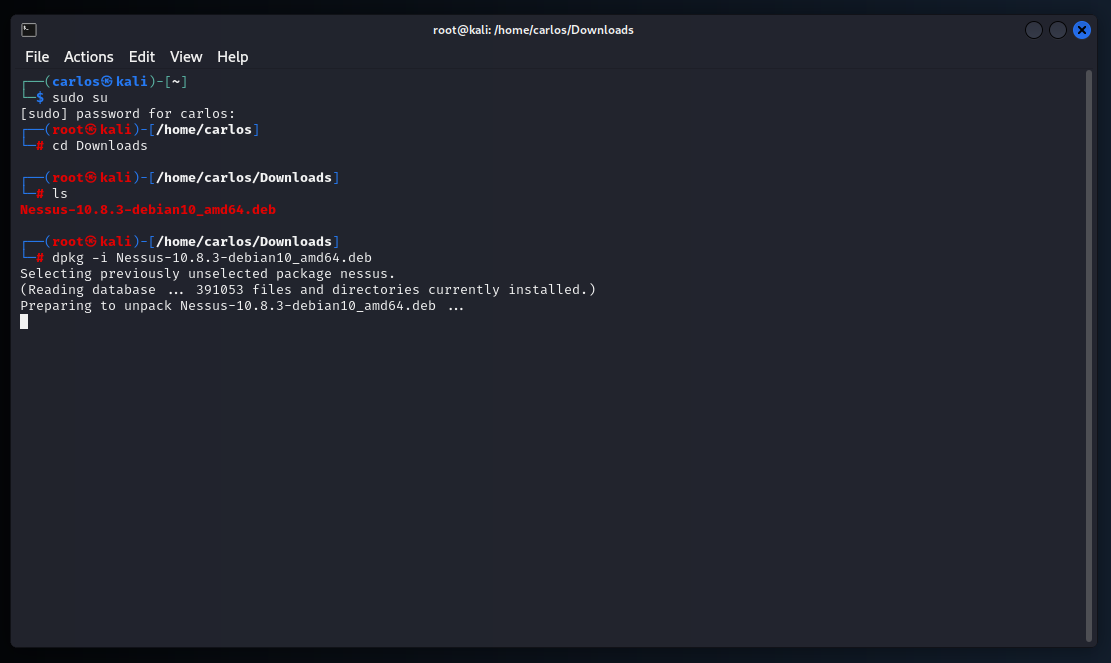 root@kali: /home/carlos/Downloads
File Actions Edit View Help
┌──(carlos㉿kali)-[~]
└─$ sudo su
[sudo] password for carlos:
┌──(root㉿kali)-[/home/carlos]
└─# cd Downloads
┌──(root㉿kali)-[/home/carlos/Downloads]
└─# ls
Nessus-10.8.3-debian10_amd64.deb
┌──(root㉿kali)-[/home/carlos/Downloads]
└─# dpkg -i Nessus-10.8.3-debian10_amd64.deb
Selecting previously unselected package nessus.
(Reading database ... 391053 files and directories currently installed.)
Preparing to unpack Nessus-10.8.3-debian10_amd64.deb ...